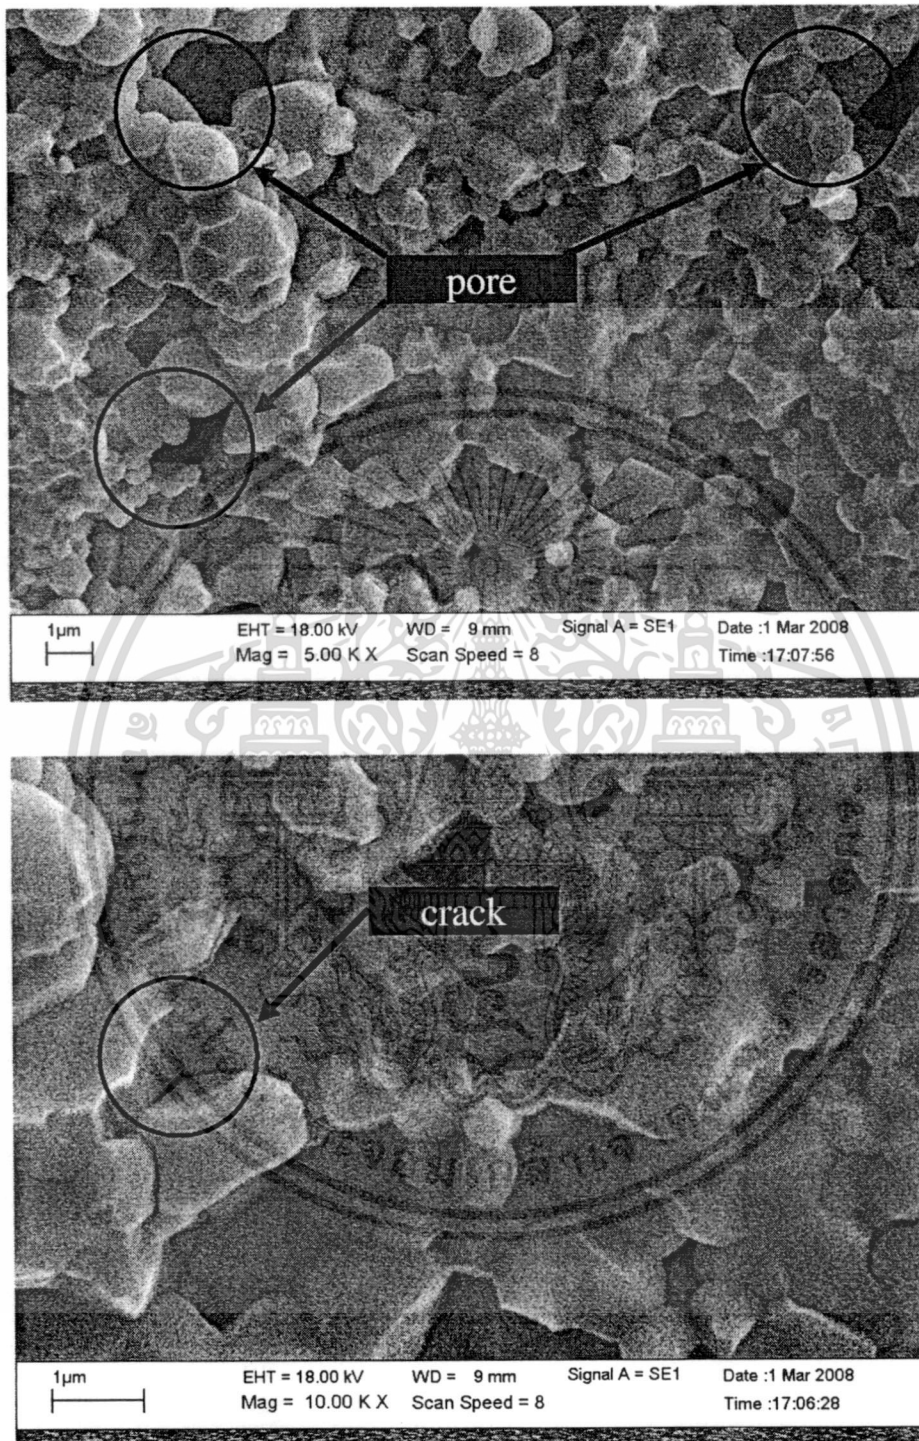 pore
1µm EHT = 18.00 kV WD = 9 mm Signal A = SE1 Date :1 Mar 2008
Mag = 5.00 K X Scan Speed = 8 Time :17:07:56
crack
1µm EHT = 18.00 kV WD = 9 mm Signal A = SE1 Date :1 Mar 2008
Mag = 10.00 K X Scan Speed = 8 Time :17:06:28